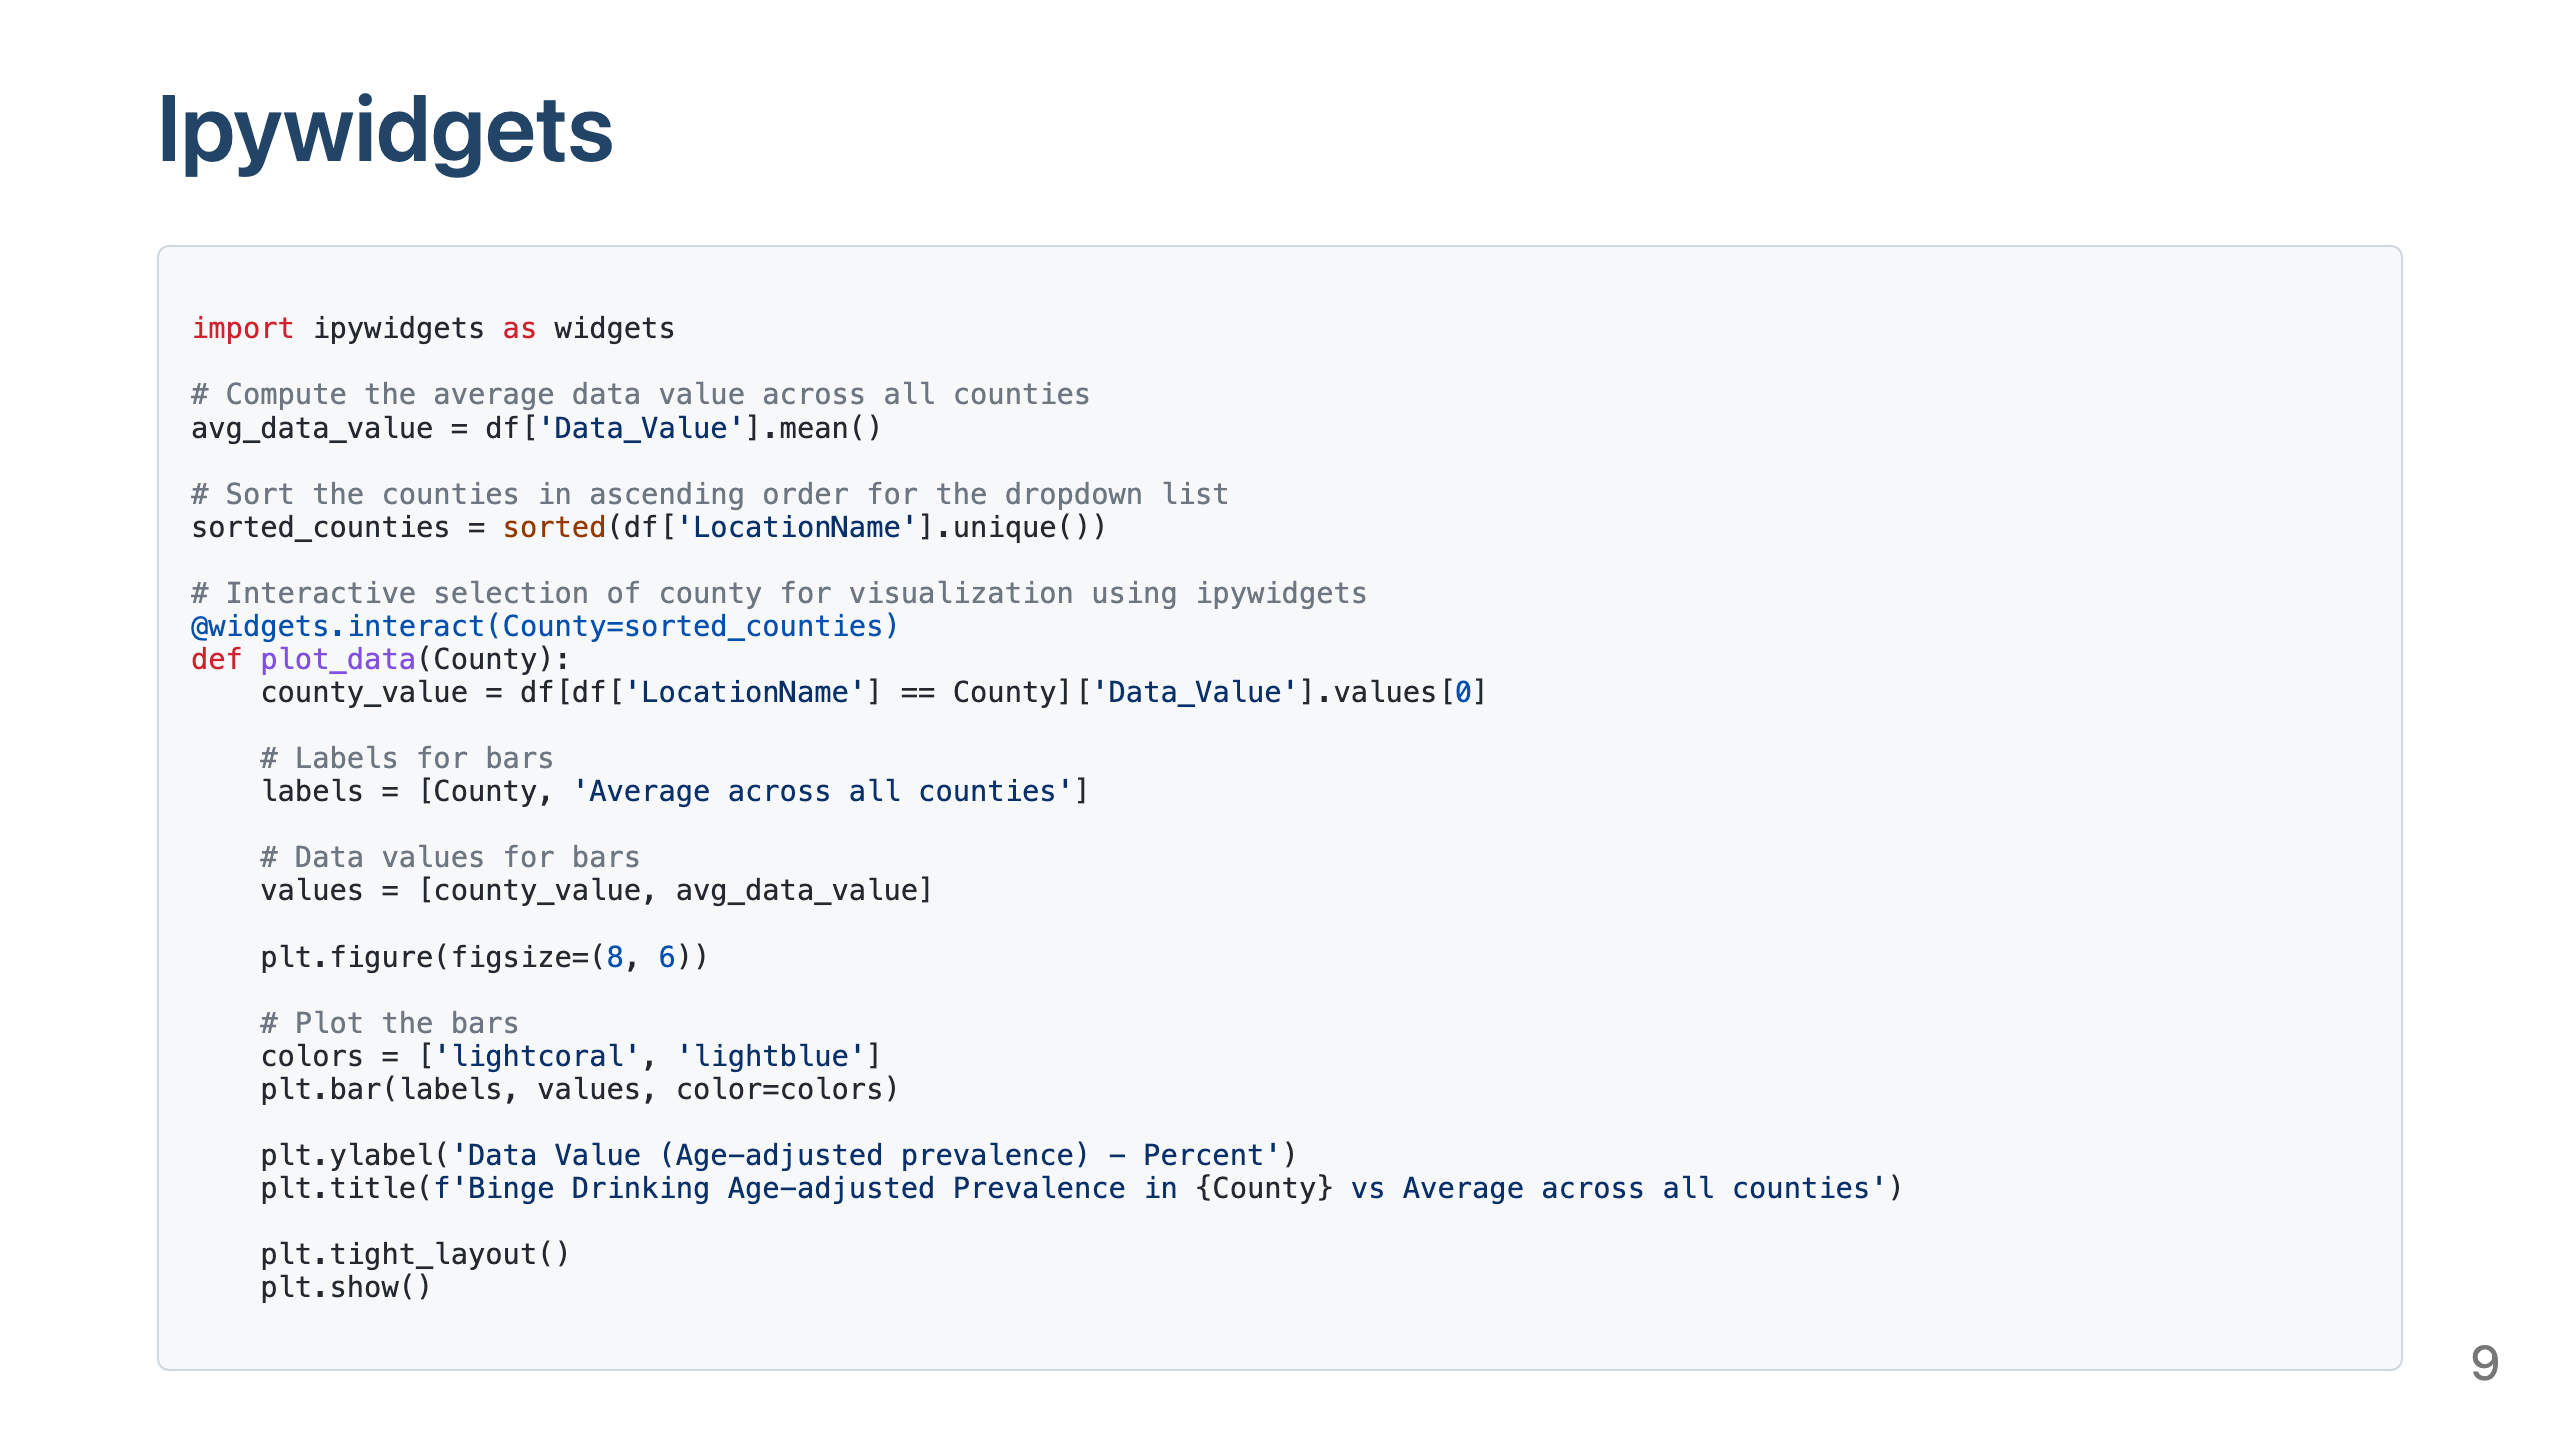 Ipywidgets
import ipywidgets as widgets
# Compute the average data value across all counties
avg_data_value = df['Data_Value'].mean()
# Sort the counties in ascending order for the dropdown list
sorted_counties = sorted(df['LocationName'].unique())
# Interactive selection of county for visualization using ipywidgets
@widgets.interact(County=sorted_counties)
def plot_data(County):
    county_value = df[df['LocationName'] == County]['Data_Value'].values[0]
    # Labels for bars
    labels = [County, 'Average across all counties']
    # Data values for bars
    values = [county_value, avg_data_value]
    plt.figure(figsize=(8, 6))
    # Plot the bars
    colors = ['lightcoral', 'lightblue']
    plt.bar(labels, values, color=colors)
    plt.ylabel('Data Value (Age-adjusted prevalence) - Percent')
    plt.title(f'Binge Drinking Age-adjusted Prevalence in {County} vs Average across all counties')
    plt.tight_layout()
    plt.show()
9